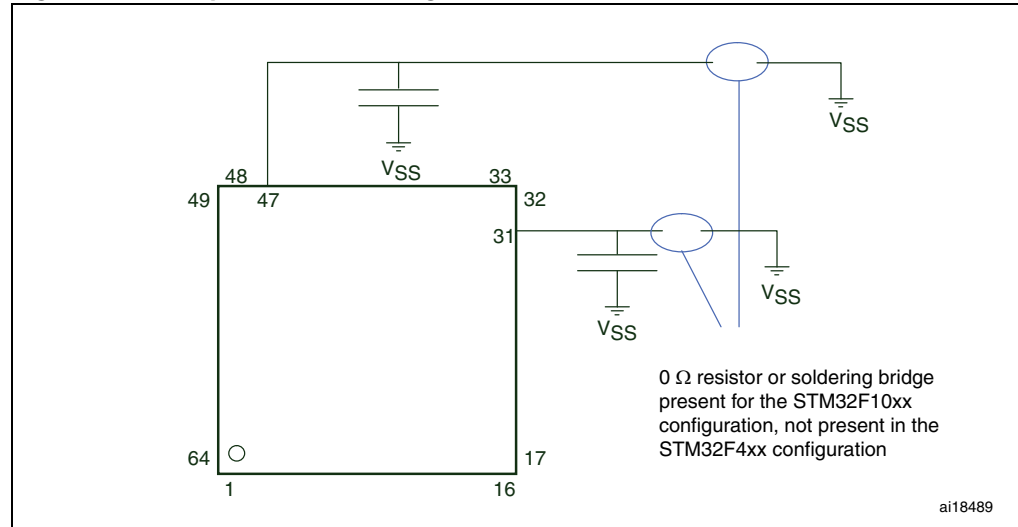 VSS
VSS
48
33
49
47
32
31
VSS
VSS
0 Ω resistor or soldering bridge
present for the STM32F10xx
configuration, not present in the
STM32F4xx configuration
64
17
1
16
ai18489